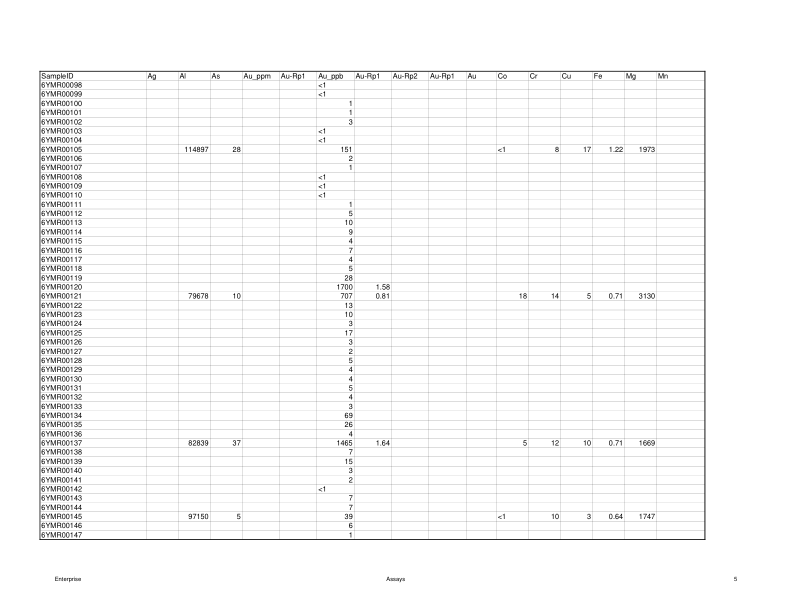 SampleID Ag Al As Au_ppm Au-Rp1 Au_ppb Au-Rp1 Au-Rp2 Au-Rp1 Au Co Cr Cu Fe Mg Mn
6YMR00098 <1
6YMR00099 <1
6YMR00100 1
6YMR00101 1
6YMR00102 3
6YMR00103 <1
6YMR00104 <1
6YMR00105 114897 28 151 <1 8 17 1.22 1973
6YMR00106 2
6YMR00107 1
6YMR00108 <1
6YMR00109 <1
6YMR00110 <1
6YMR00111 1
6YMR00112 5
6YMR00113 10
6YMR00114 9
6YMR00115 4
6YMR00116 7
6YMR00117 4
6YMR00118 5
6YMR00119 28
6YMR00120 1700 1.58
6YMR00121 79678 10 707 0.81 18 14 5 0.71 3130
6YMR00122 13
6YMR00123 10
6YMR00124 3
6YMR00125 17
6YMR00126 3
6YMR00127 2
6YMR00128 5
6YMR00129 4
6YMR00130 4
6YMR00131 5
6YMR00132 4
6YMR00133 3
6YMR00134 69
6YMR00135 26
6YMR00136 4
6YMR00137 82839 37 1465 1.64 5 12 10 0.71 1669
6YMR00138 7
6YMR00139 15
6YMR00140 3
6YMR00141 2
6YMR00142 <1
6YMR00143 7
6YMR00144 7
6YMR00145 97150 5 39 <1 10 3 0.64 1747
6YMR00146 6
6YMR00147 1
Enterprise Assays 5